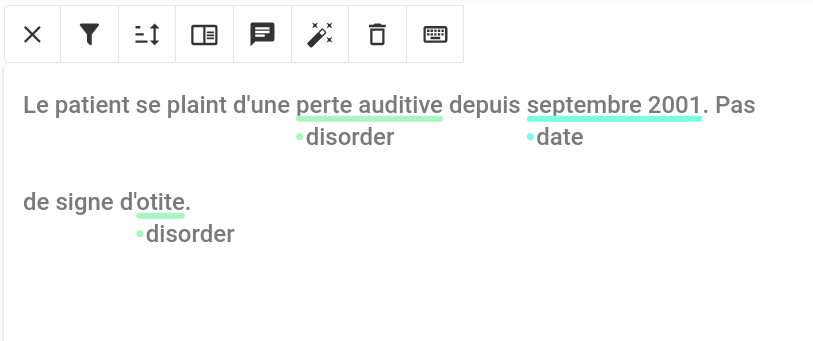 Le patient se plaint d'une perte auditive depuis septembre 2001. Pas
disorder date
de signe d'otite.
disorder